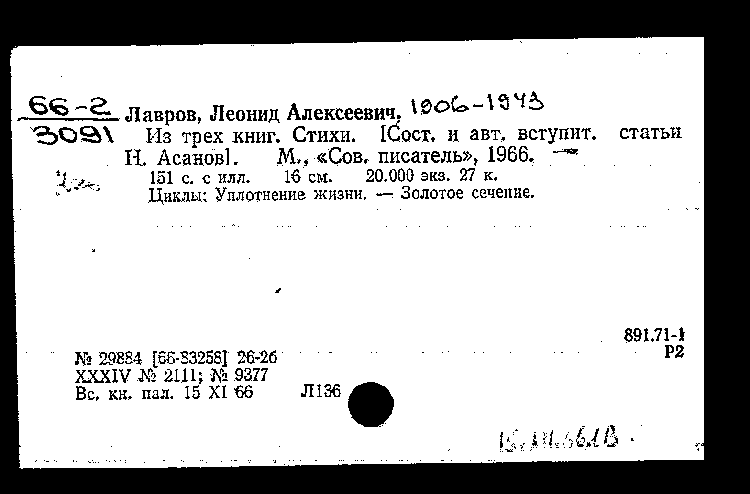 66-2
3091
Лавров, Леонид Алексеевич. 1906-1943
Из трех книг. Стихи. [Сост. и авт. вступит. статьи
Н. Асанов]. М., «Сов. писатель», 1966. —
151 с. с илл. 16 см. 20.000 экз. 27 к.
Циклы: Уплотнение жизни. — Золотое сечение.
891.71-1
Р2
№ 29884 [66-83258] 26-26
XXXIV № 2111; № 9377
Вс. кн. пал. 15 XI 66 Л136